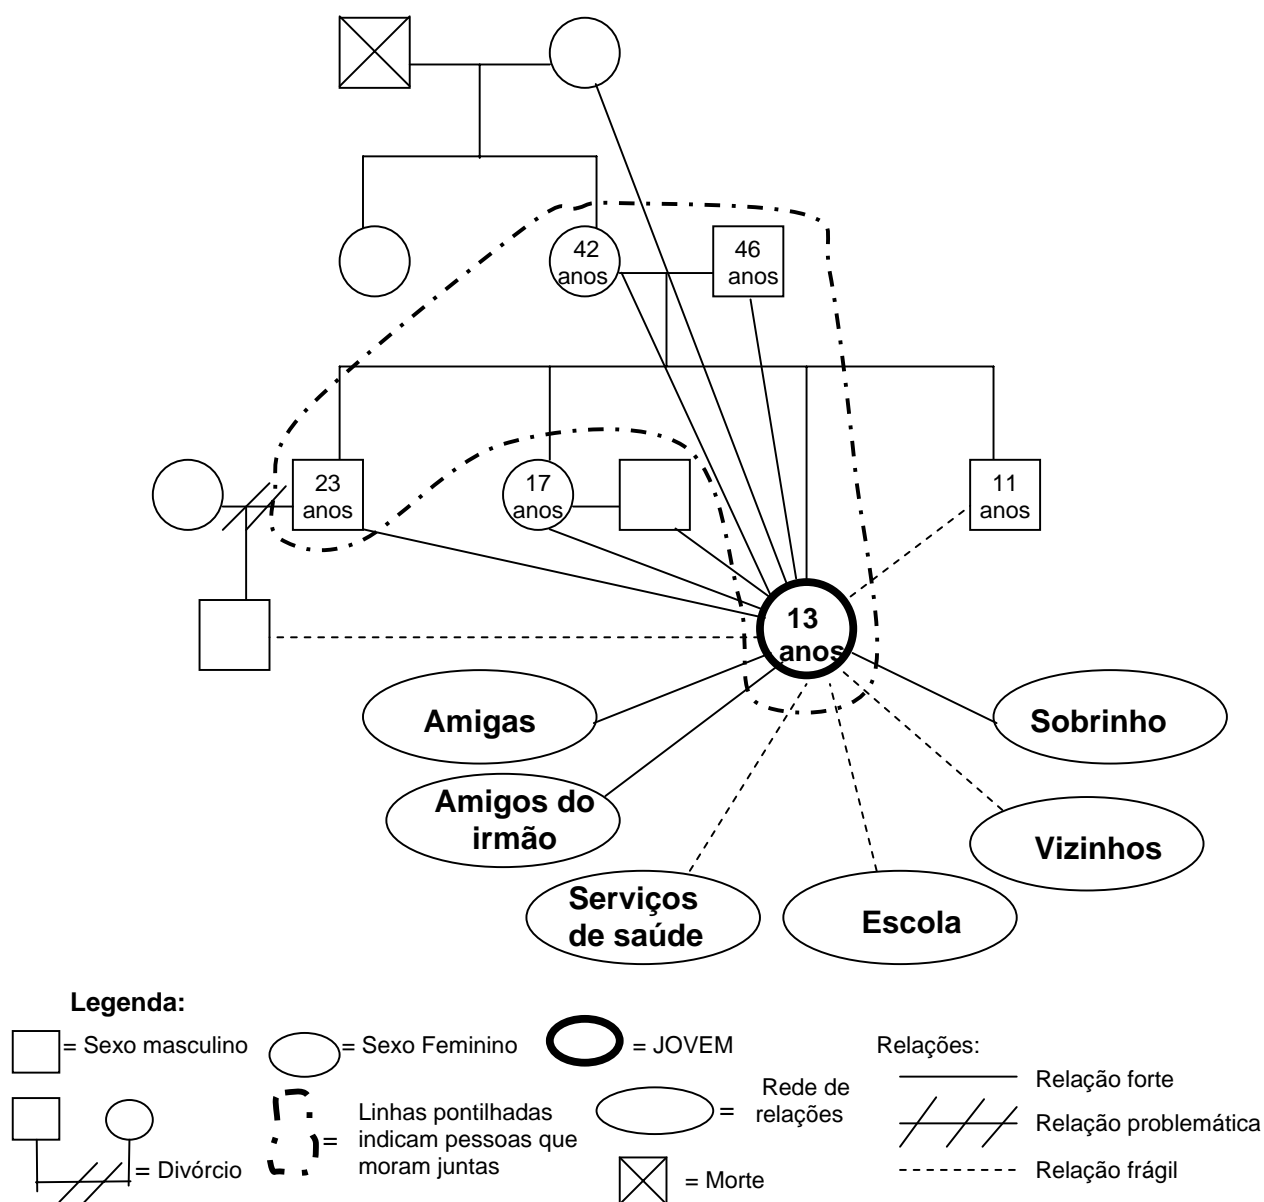 42
anos
46
anos
23
anos
17
anos
11
anos
13
anos
Amigas
Sobrinho
Amigos do
irmão
Vizinhos
Serviços
de saúde
Escola
Legenda:
= Sexo masculino
= Sexo Feminino
= JOVEM
Relações:
Relação forte
Relação problemática
Relação frágil
= Divórcio
=
Linhas pontilhadas
indicam pessoas que
moram juntas
=
Rede de
relações
= Morte